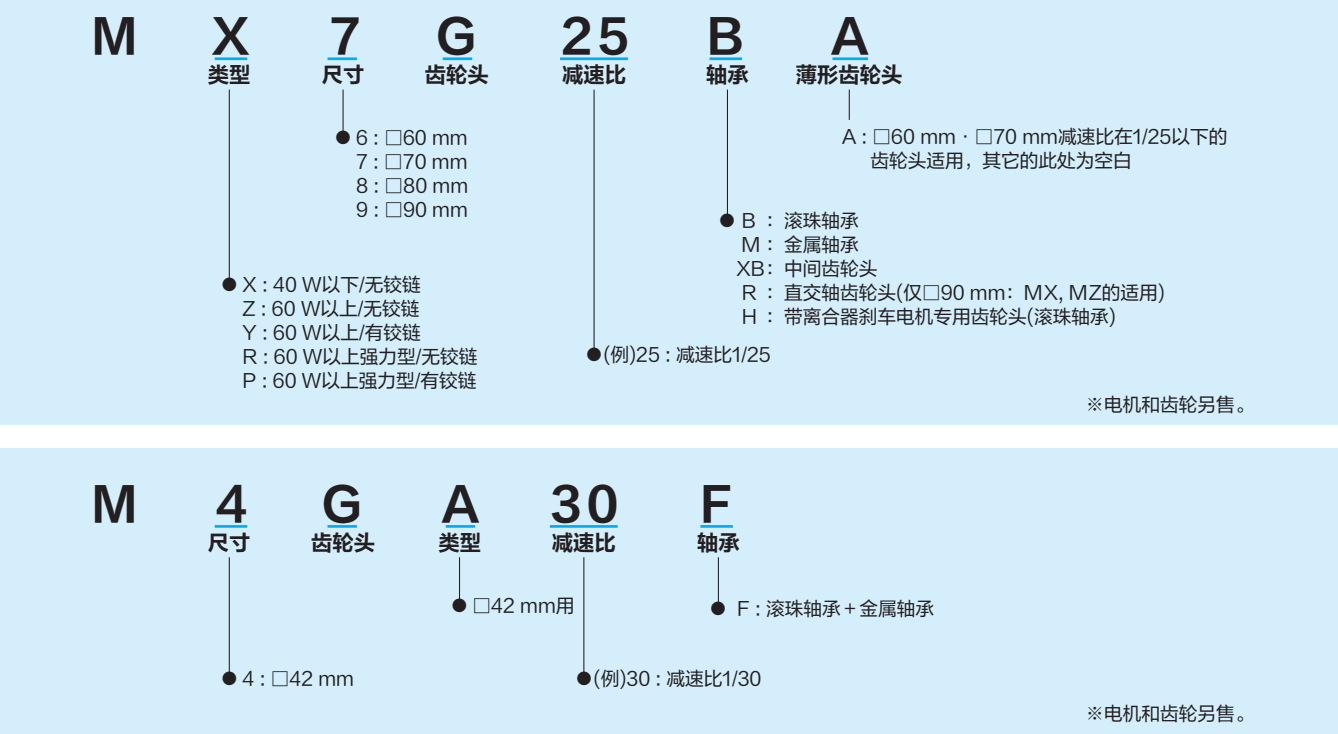 M X 7 G 25 B A
类型 尺寸 齿轮头 减速比 轴承 薄形齿轮头
6 : □60 mm
7 : □70 mm
8 : □80 mm
9 : □90 mm
A : □60 mm · □70 mm减速比在1/25以下的
齿轮头适用，其它的此处为空白
B ： 滚珠轴承
M ： 金属轴承
XB： 中间齿轮头
R ： 直交轴齿轮头(仅□90 mm：MX, MZ的适用)
H ： 带离合器刹车电机专用齿轮头(滚珠轴承)
X : 40 W以下/无铰链
Z : 60 W以上/无铰链
Y : 60 W以上/有铰链
R : 60 W以上强力型/无铰链
P : 60 W以上强力型/有铰链
(例)25 : 减速比1/25
※电机和齿轮另售。
M 4 G A 30 F
尺寸 齿轮头 类型 减速比 轴承
□42 mm用
F : 滚珠轴承＋金属轴承
4 : □42 mm
(例)30 : 减速比1/30
※电机和齿轮另售。